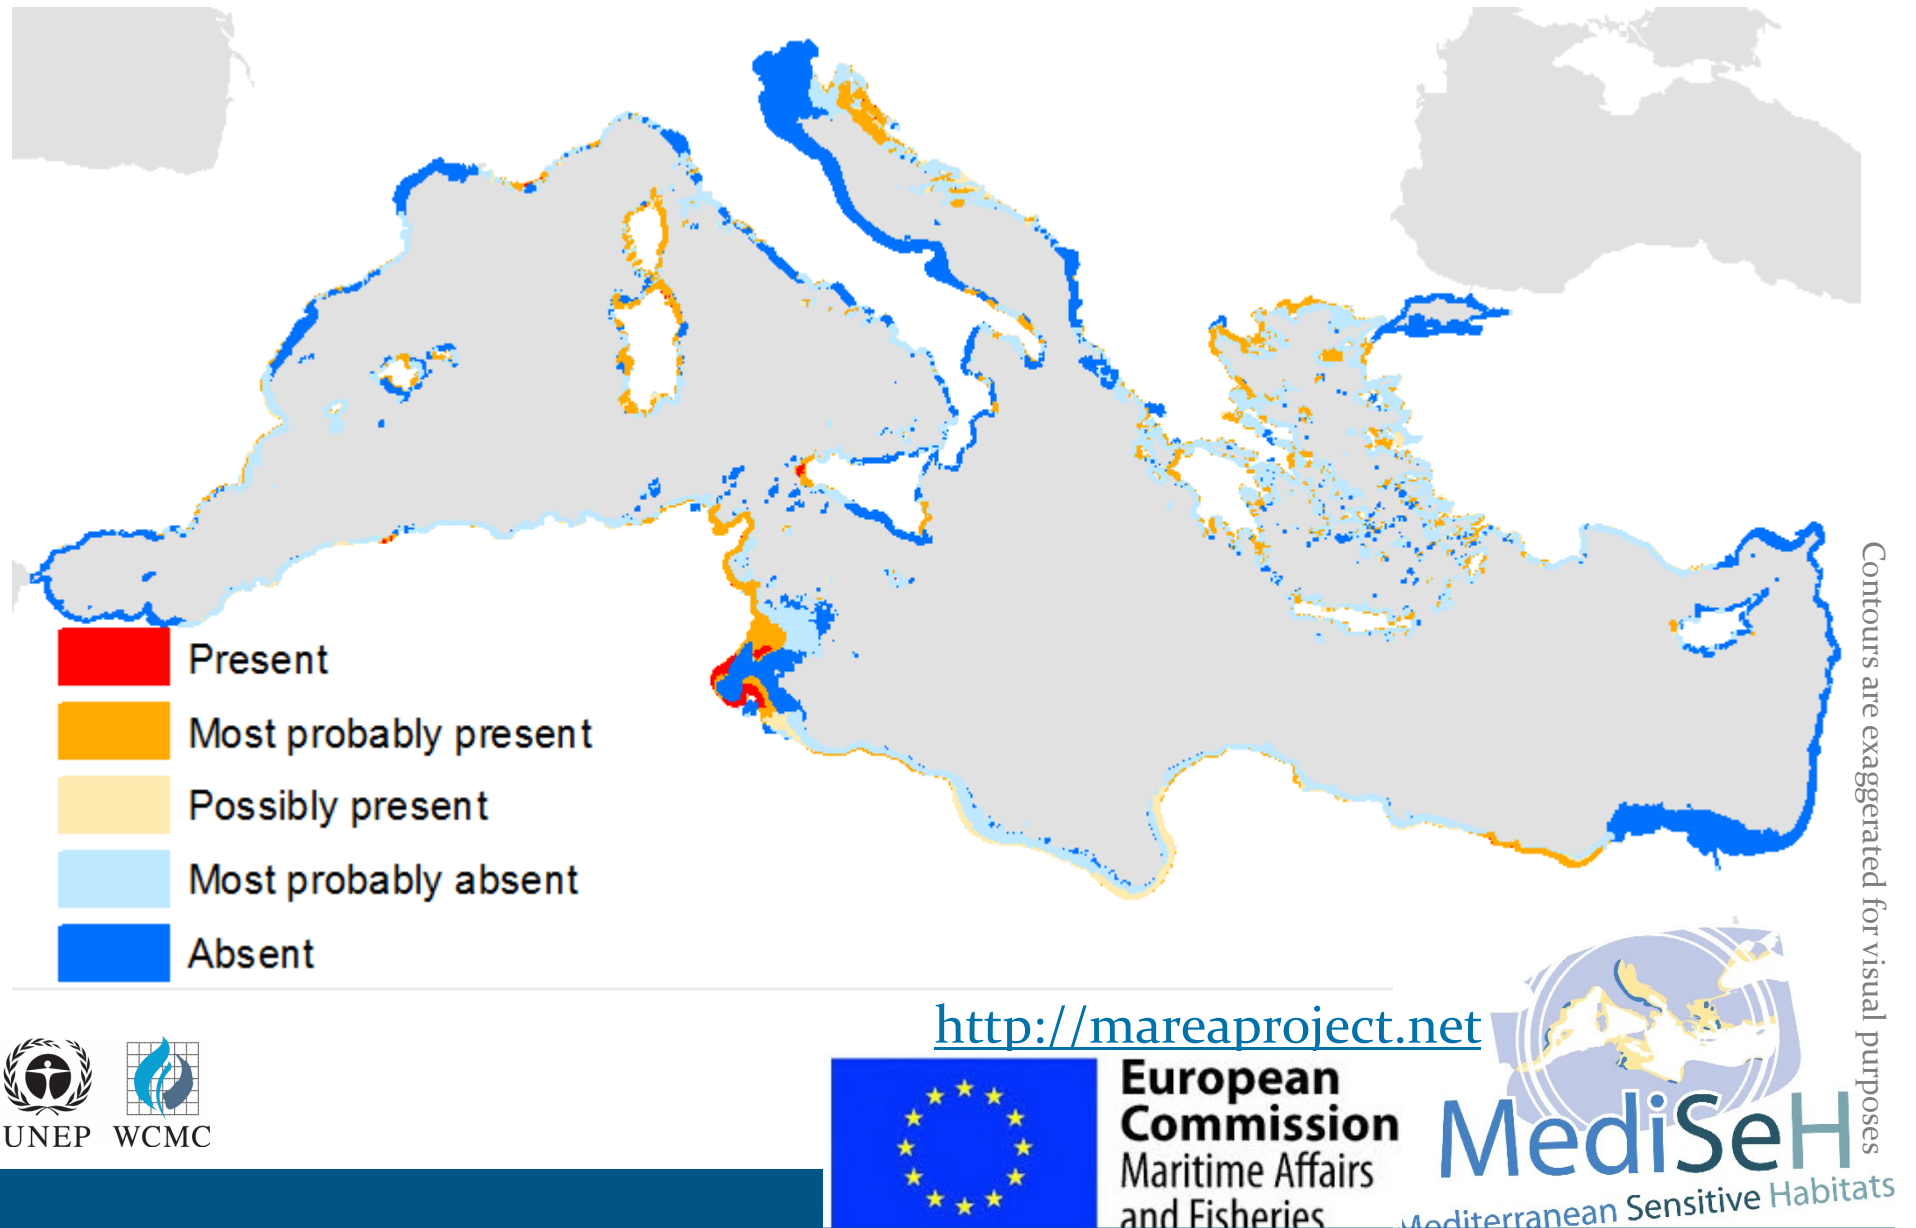 Present
Most probably present
Possibly present
Most probably absent
Absent
Contours are exaggerated for visual purposes
http://mareaproject.net
UNEP WCMC
European
Commission
Maritime Affairs
and Fisheries
MediSeH
Mediterranean Sensitive Habitats